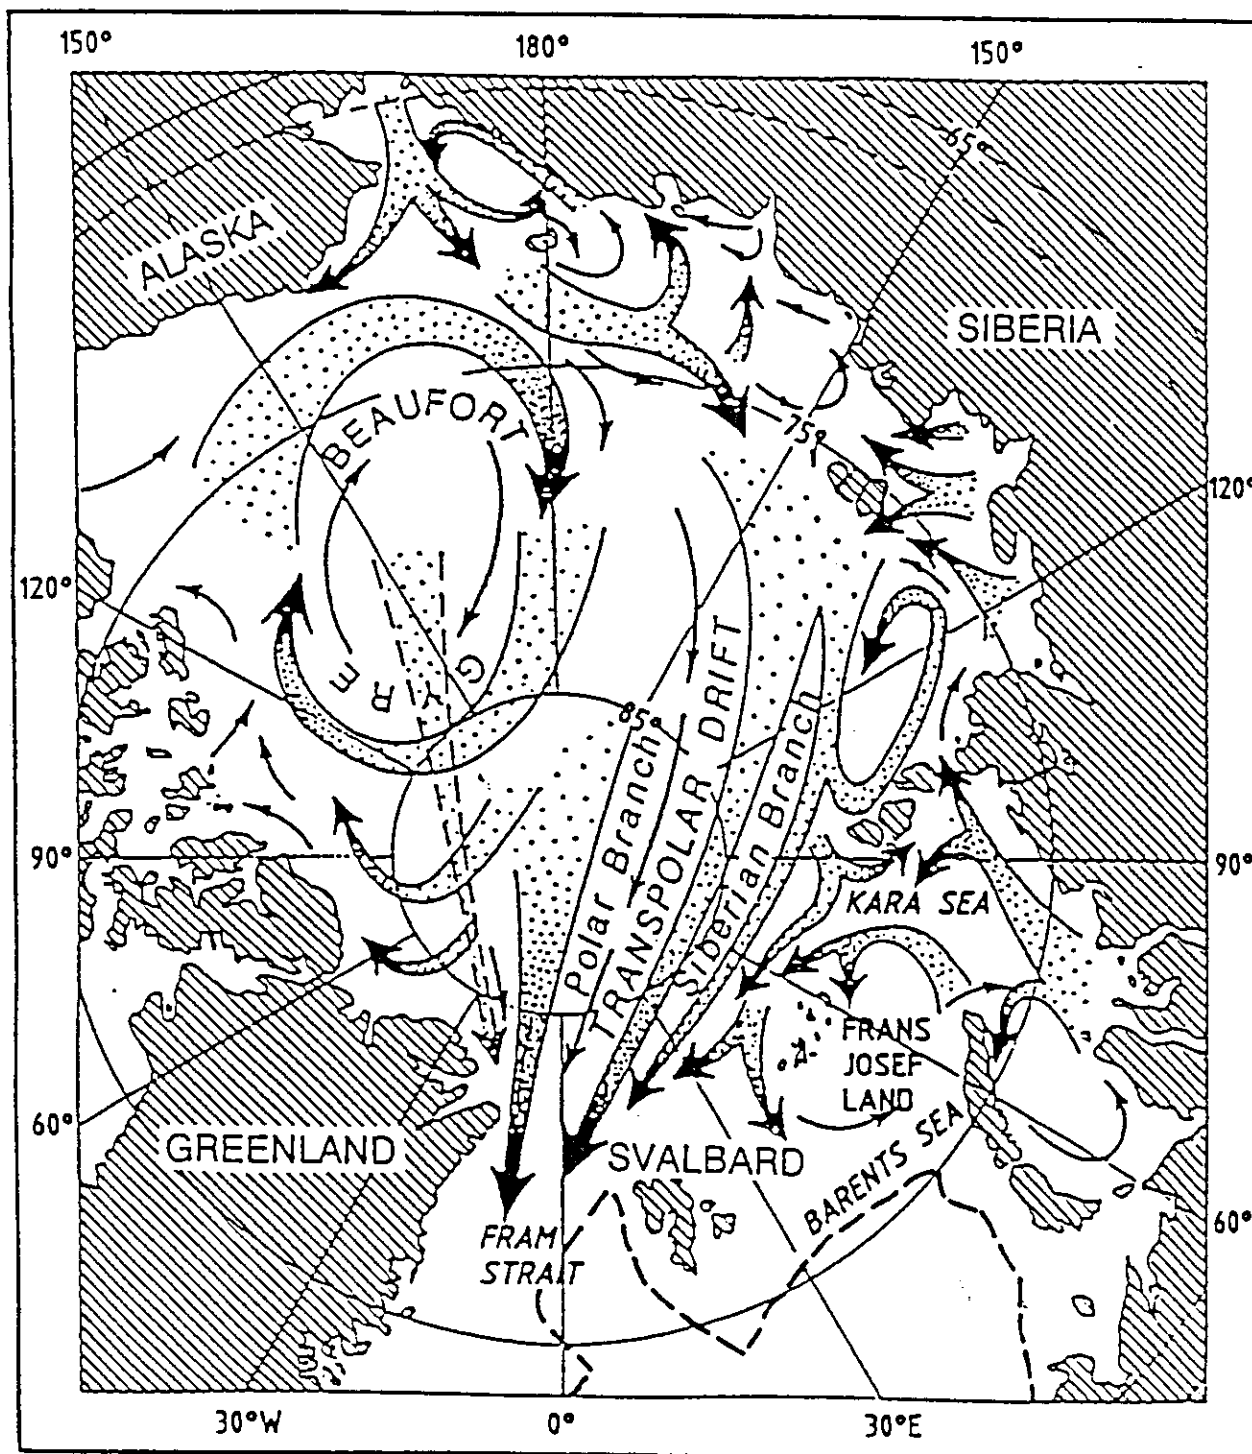 150°
180°
150°
65°
ALASKA
SIBERIA
BEAUFORT
75°
120°
120°
GYRE
85°
Polar Branch
TRANSPOLAR DRIFT
Siberian Branch
90°
90°
KARA SEA
FRANS
JOSEF
LAND
60°
GREENLAND
SVALBARD
BARENTS SEA
60°
FRAM
STRAIT
30°W
0°
30°E